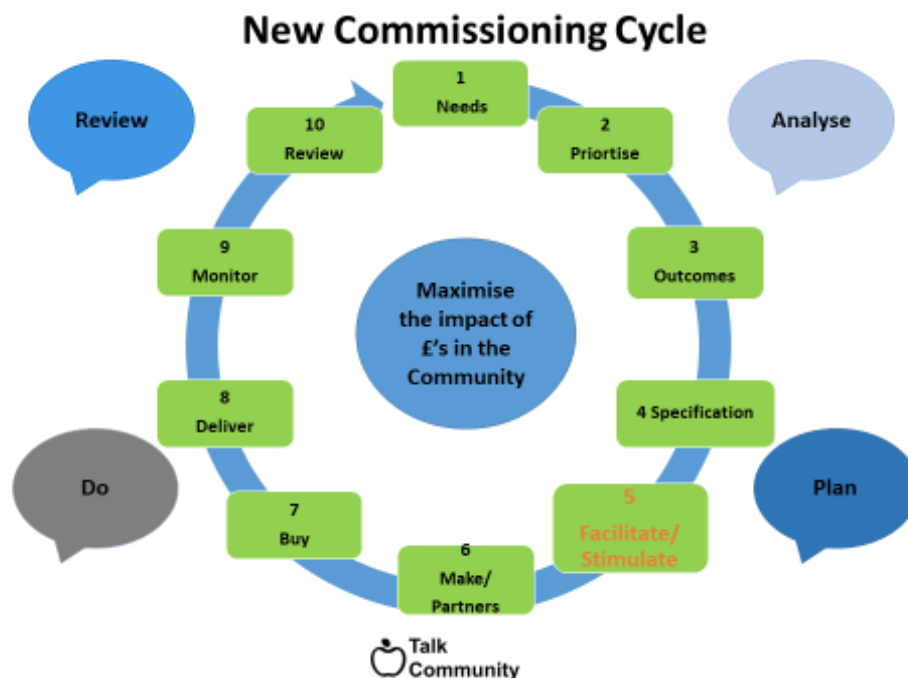 New Commissioning Cycle
Review
Analyse
1
Needs
2
Priortise
3
Outcomes
4 Specification
5
Facilitate/
Stimulate
6
Make/
Partners
7
Buy
8
Deliver
9
Monitor
10
Review
Maximise
the impact of
£'s in the
Community
Do
Plan
Talk
Community